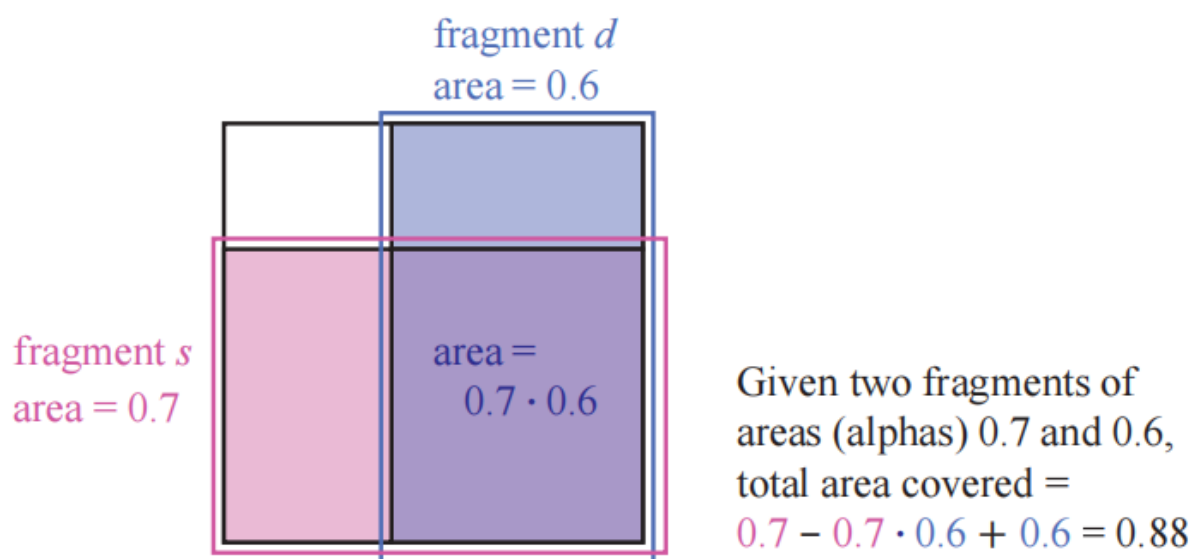 fragment d
area = 0.6
fragment s
area = 0.7
area =
0.7 · 0.6
Given two fragments of
areas (alphas) 0.7 and 0.6,
total area covered =
0.7 – 0.7 · 0.6 + 0.6 = 0.88